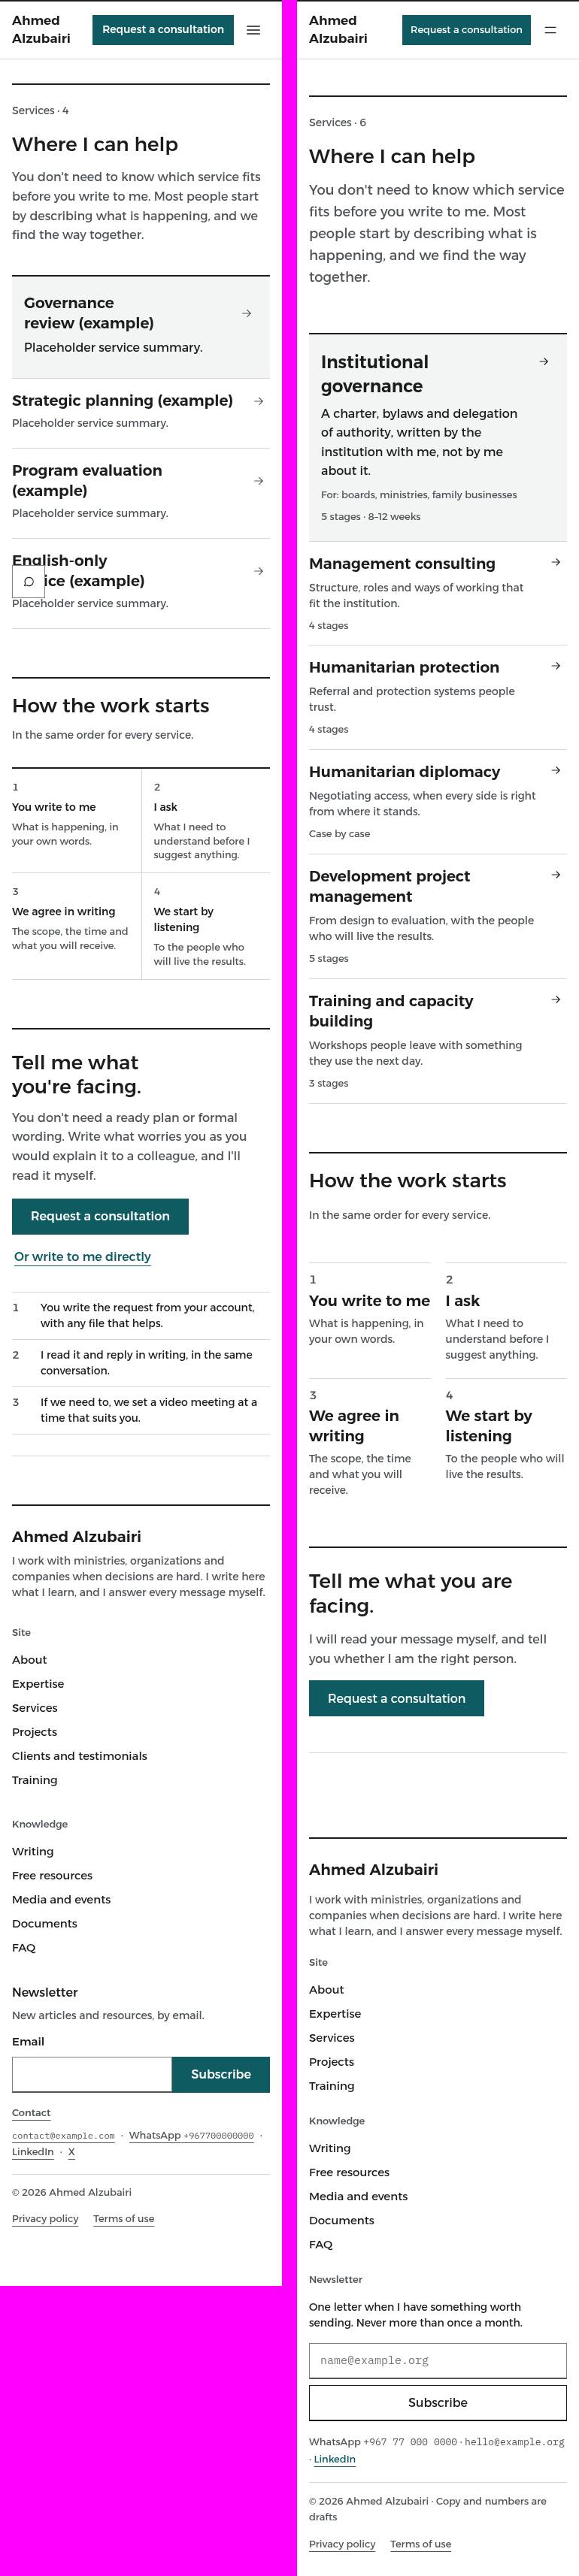 Ahmed
Alzubairi
Request a consultation
Services · 4
Where I can help
You don't need to know which service fits
before you write to me. Most people start
by describing what is happening, and we
find the way together.
Governance
review (example)
Placeholder service summary.
Strategic planning (example)
Placeholder service summary.
Program evaluation
(example)
Placeholder service summary.
English-only
ice (example)
Placeholder service summary.
How the work starts
In the same order for every service.
1
You write to me
What is happening, in
your own words.
2
I ask
What I need to
understand before I
suggest anything.
3
We agree in writing
The scope, the time and
what you will receive.
4
We start by
listening
To the people who
will live the results.
Tell me what
you're facing.
You don't need a ready plan or formal
wording. Write what worries you as you
would explain it to a colleague, and I'll
read it myself.
Request a consultation
Or write to me directly
1 You write the request from your account,
with any file that helps.
2 I read it and reply in writing, in the same
conversation.
3 If we need to, we set a video meeting at a
time that suits you.
Ahmed Alzubairi
I work with ministries, organizations and
companies when decisions are hard. I write here
what I learn, and I answer every message myself.
Site
About
Expertise
Services
Projects
Clients and testimonials
Training
Knowledge
Writing
Free resources
Media and events
Documents
FAQ
Newsletter
New articles and resources, by email.
Email
Subscribe
Contact
contact@example.com · WhatsApp +967700000000 ·
LinkedIn · X
© 2026 Ahmed Alzubairi
Privacy policy Terms of use
Ahmed
Alzubairi
Request a consultation
Services · 6
Where I can help
You don't need to know which service
fits before you write to me. Most
people start by describing what is
happening, and we find the way
together.
Institutional
governance
A charter, bylaws and delegation
of authority, written by the
institution with me, not by me
about it.
For: boards, ministries, family businesses
5 stages · 8–12 weeks
Management consulting
Structure, roles and ways of working that
fit the institution.
4 stages
Humanitarian protection
Referral and protection systems people
trust.
4 stages
Humanitarian diplomacy
Negotiating access, when every side is right
from where it stands.
Case by case
Development project
management
From design to evaluation, with the people
who will live the results.
5 stages
Training and capacity
building
Workshops people leave with something
they use the next day.
3 stages
How the work starts
In the same order for every service.
1
You write to me
What is happening, in
your own words.
2
I ask
What I need to
understand before I
suggest anything.
3
We agree in
writing
The scope, the time
and what you will
receive.
4
We start by
listening
To the people who will
live the results.
Tell me what you are
facing.
I will read your message myself, and tell
you whether I am the right person.
Request a consultation
Ahmed Alzubairi
I work with ministries, organizations and
companies when decisions are hard. I write here
what I learn, and I answer every message myself.
Site
About
Expertise
Services
Projects
Training
Knowledge
Writing
Free resources
Media and events
Documents
FAQ
Newsletter
One letter when I have something worth
sending. Never more than once a month.
name@example.org
Subscribe
WhatsApp +967 77 000 0000 · hello@example.org
· LinkedIn
© 2026 Ahmed Alzubairi · Copy and numbers are
drafts
Privacy policy Terms of use